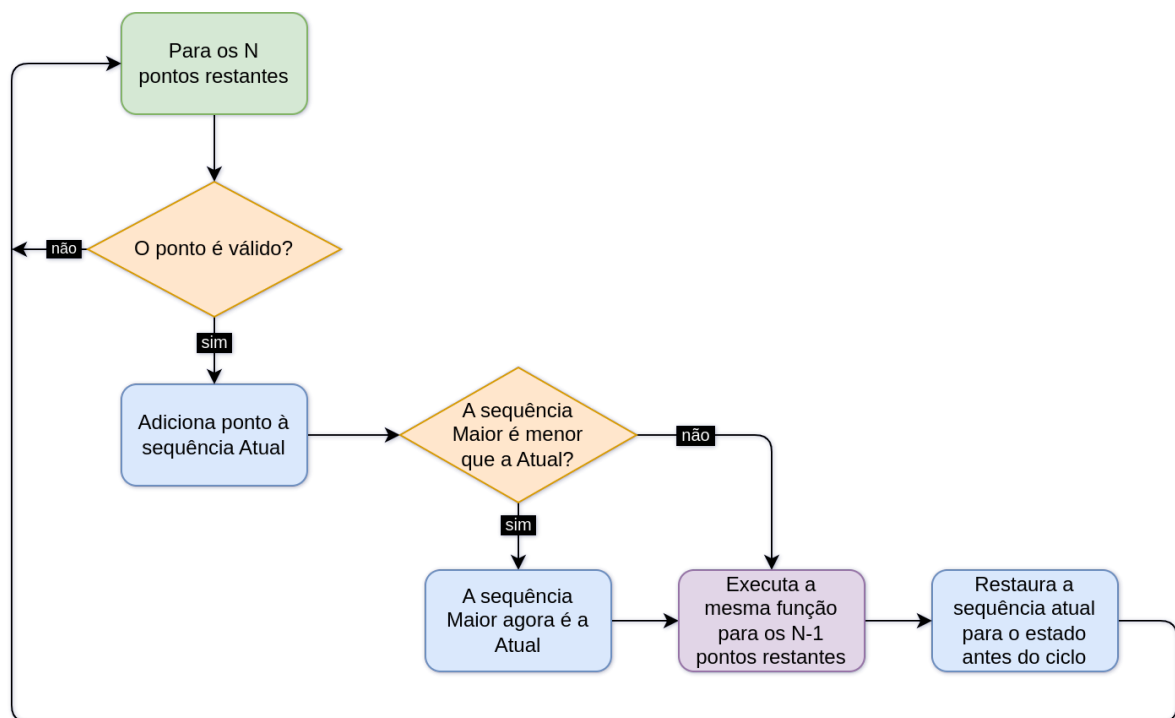 Para os N
pontos restantes
O ponto é válido?
não
sim
Adiciona ponto à
sequência Atual
A sequência
Maior é menor
que a Atual?
não
sim
A sequência
Maior agora é a
Atual
Executa a
mesma função
para os N-1
pontos restantes
Restaura a
sequência atual
para o estado
antes do ciclo